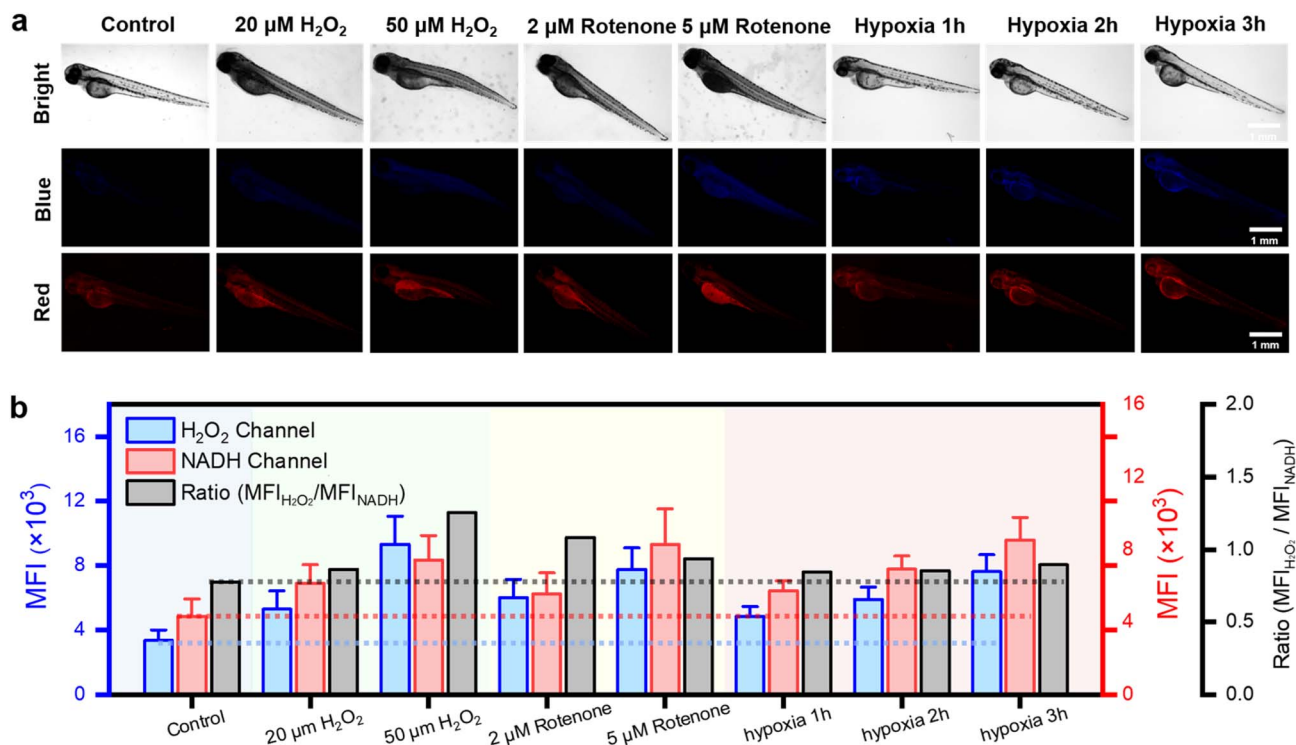 a
Control 20 µM H₂O₂ 50 µM H₂O₂ 2 µM Rotenone 5 µM Rotenone Hypoxia 1h Hypoxia 2h Hypoxia 3h
Bright
1 mm
Blue
1 mm
Red
1 mm
b
H₂O₂ Channel
NADH Channel
Ratio (MFI_H₂O₂/MFI_NADH)
MFI (×10³)
16
12
8
4
0
MFI (×10³)
16
12
8
4
0
Ratio (MFI_H₂O₂ / MFI_NADH)
2.0
1.5
1.0
0.5
0.0
Control 20 µm H₂O₂ 50 µm H₂O₂ 2 µM Rotenone 5 µM Rotenone hypoxia 1h hypoxia 2h hypoxia 3h